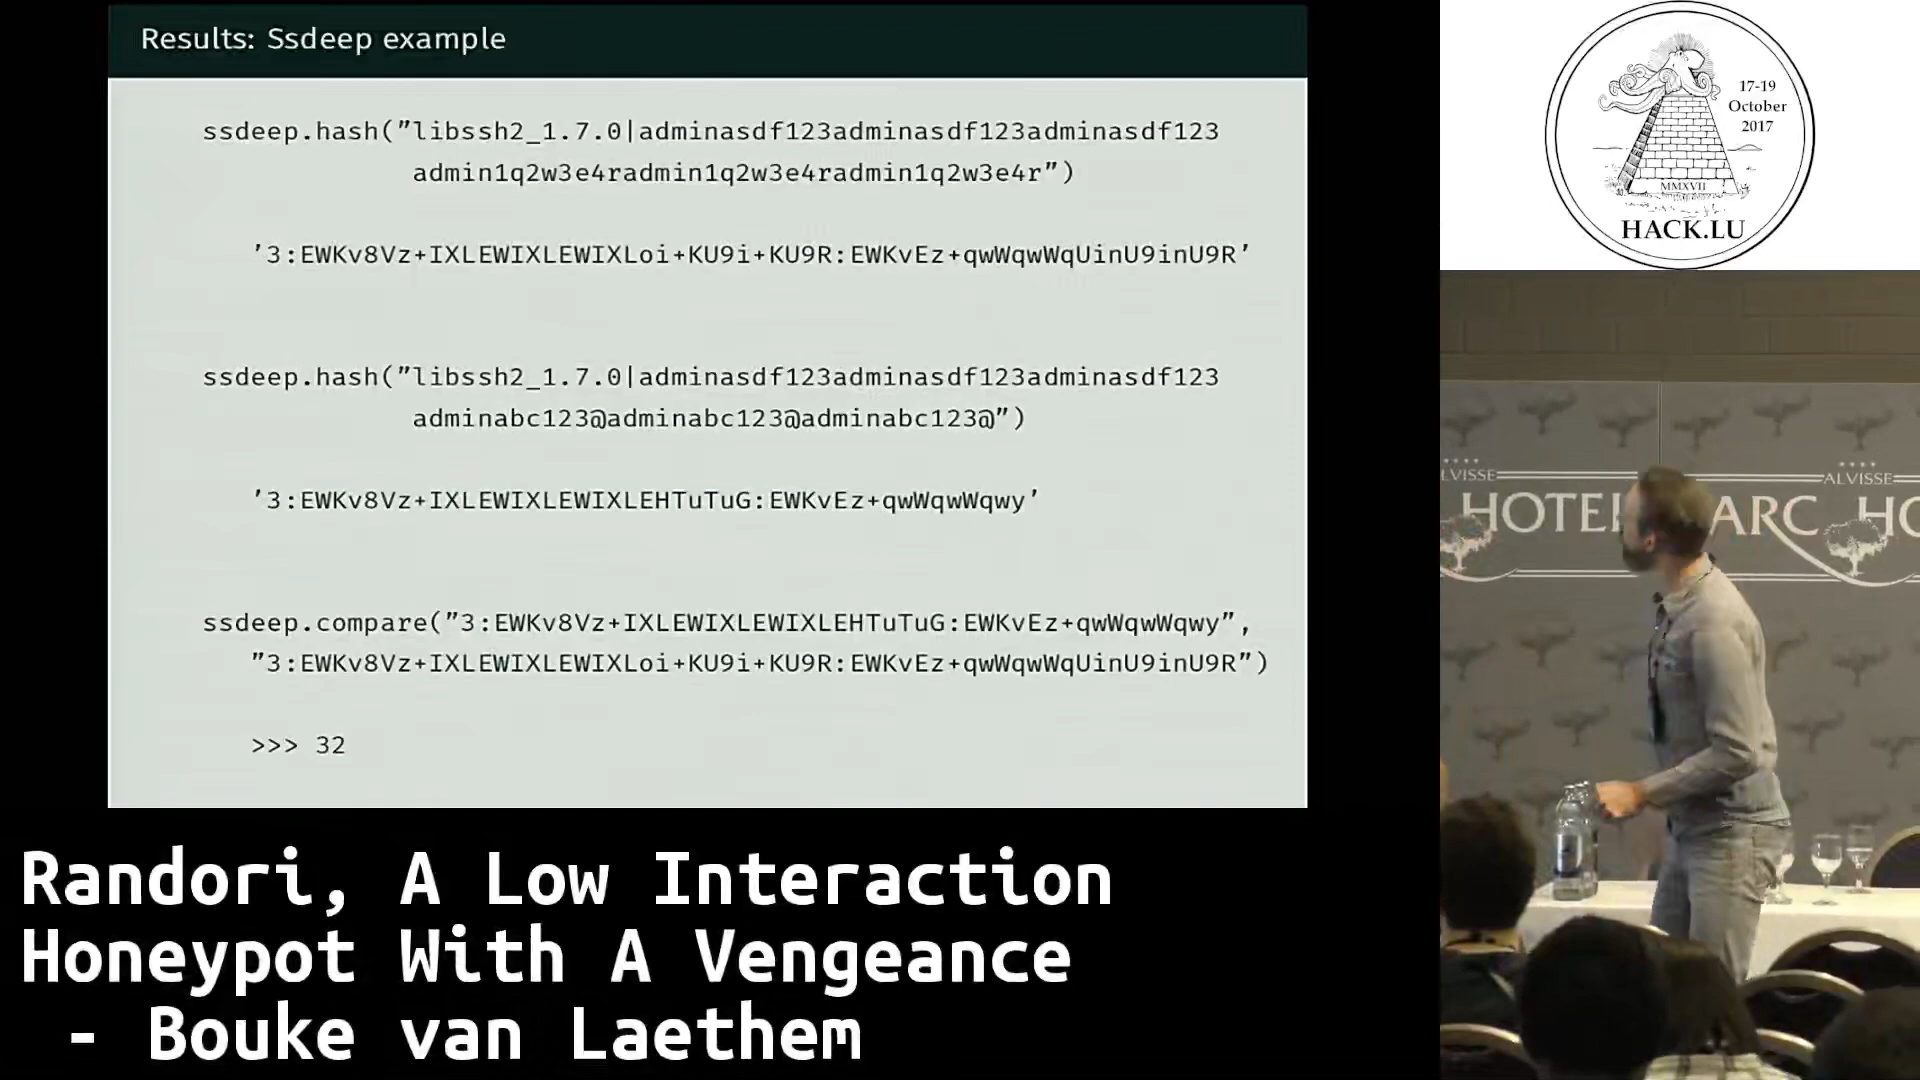 Results: Ssdeep example
ssdeep.hash("libssh2_1.7.0|adminasdf123adminasdf123adminasdf123
admin1q2w3e4radmin1q2w3e4radmin1q2w3e4r")
'3:EWKv8Vz+IXLEWIXLEWIXLoi+KU9i+KU9R:EWKvEz+qwWqwWqUinU9inU9R'
ssdeep.hash("libssh2_1.7.0|adminasdf123adminasdf123adminasdf123
adminabc123@adminabc123@adminabc123@")
'3:EWKv8Vz+IXLEWIXLEWIXLEHTuTuG:EWKvEz+qwWqwWqwy'
ssdeep.compare("3:EWKv8Vz+IXLEWIXLEWIXLEHTuTuG:EWKvEz+qwWqwWqwy",
"3:EWKv8Vz+IXLEWIXLEWIXLoi+KU9i+KU9R:EWKvEz+qwWqwWqUinU9inU9R")
>>> 32
Randori, A Low Interaction
Honeypot With A Vengeance
- Bouke van Laethem
17-19
October
2017
MMXVII
HACK.LU
LVISSE
ALVISSE
HOTEL PARC HO